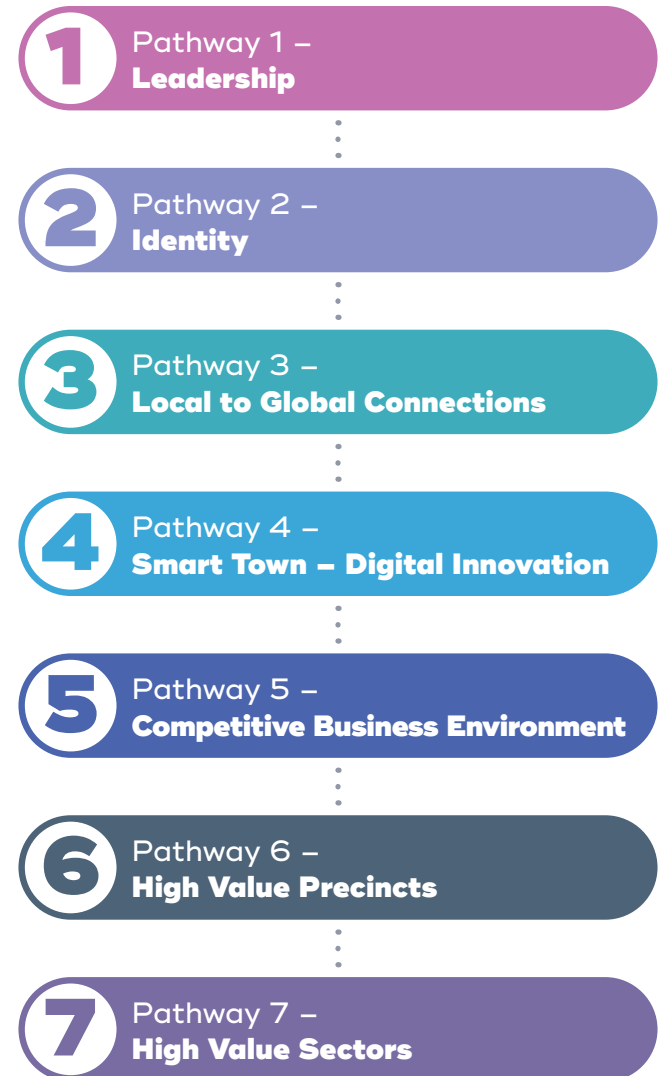 1
Pathway 1 –
Leadership
2
Pathway 2 –
Identity
3
Pathway 3 –
Local to Global Connections
4
Pathway 4 –
Smart Town – Digital Innovation
5
Pathway 5 –
Competitive Business Environment
6
Pathway 6 –
High Value Precincts
7
Pathway 7 –
High Value Sectors